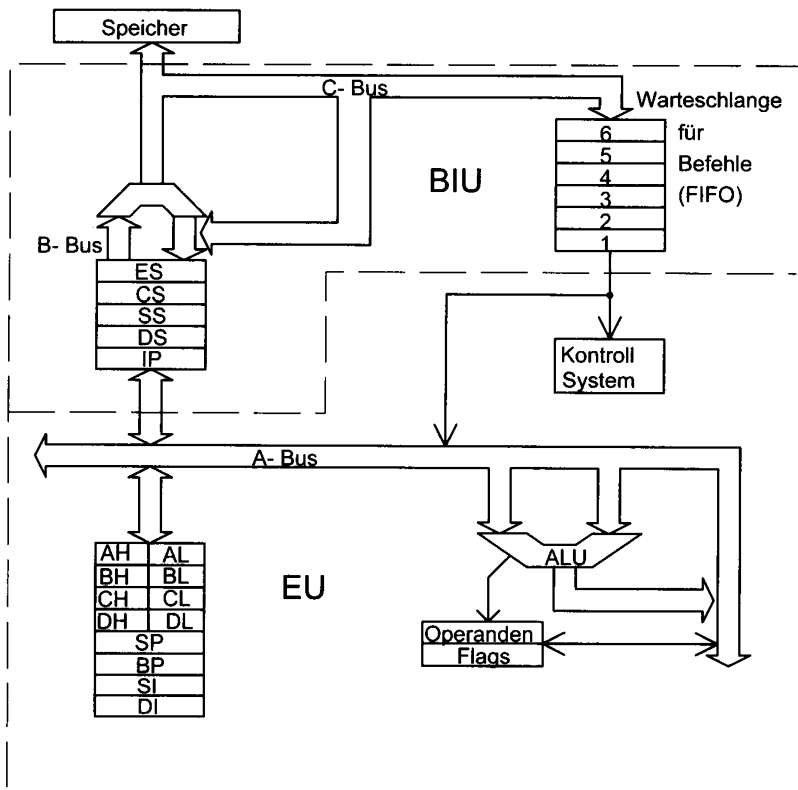 Speicher
C- Bus
Warteschlange
für
Befehle
(FIFO)
6
5
4
3
2
1
BIU
B- Bus
ES
CS
SS
DS
IP
Kontroll
System
A- Bus
AH AL
BH BL
CH CL
DH DL
SP
BP
SI
DI
EU
ALU
Operanden
Flags